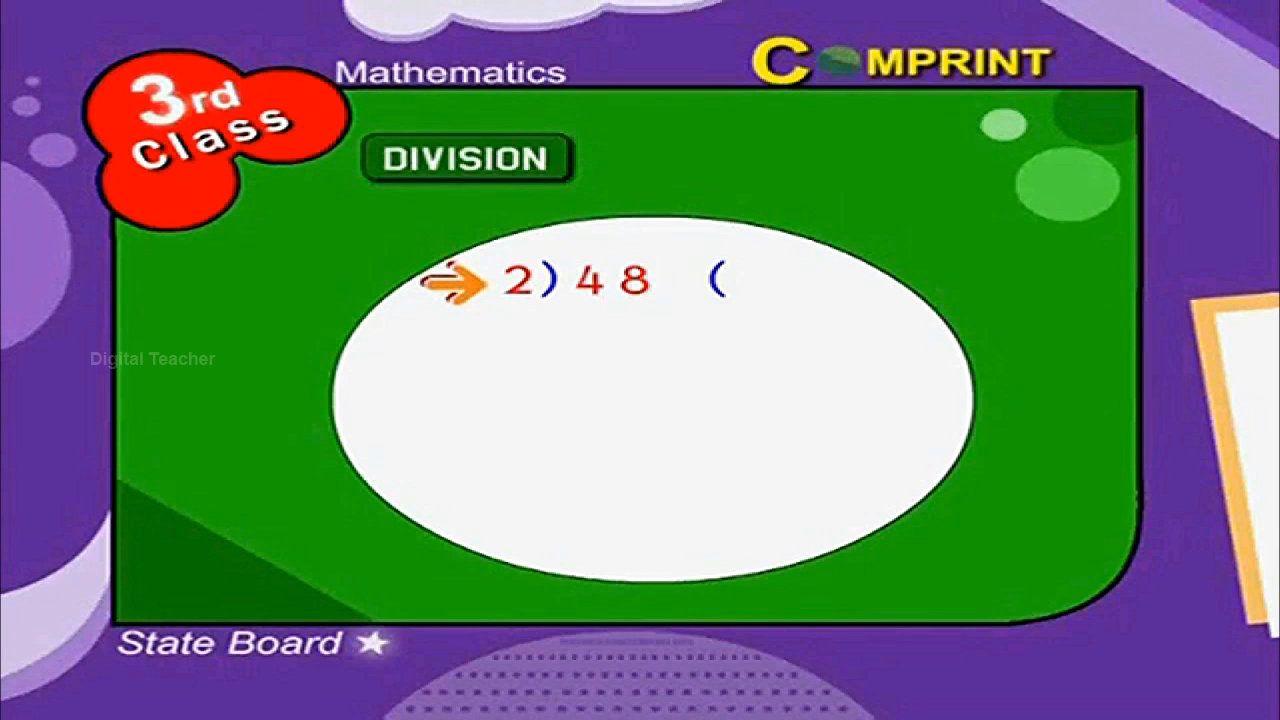 Mathematics
COMPRINT
3rd
Class
DIVISION
2) 48 (
Digital Teacher
State Board